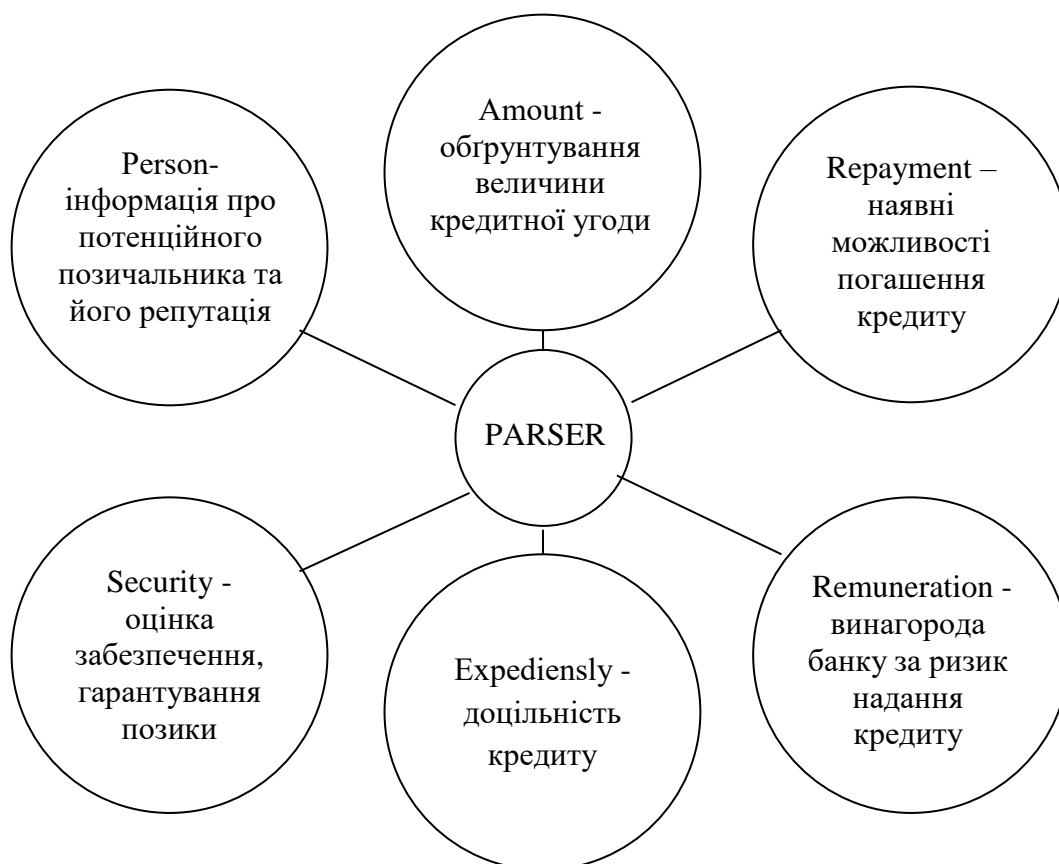 Person-
інформація про
потенційного
позичальника та
його репутація
Amount -
обґрунтування
величини
кредитної угоди
Repayment –
наявні
можливості
погашення
кредиту
PARSER
Security -
оцінка
забезпечення,
гарантування
позики
Expediensly -
доцільність
кредиту
Remuneration -
винагорода
банку за ризик
надання
кредиту